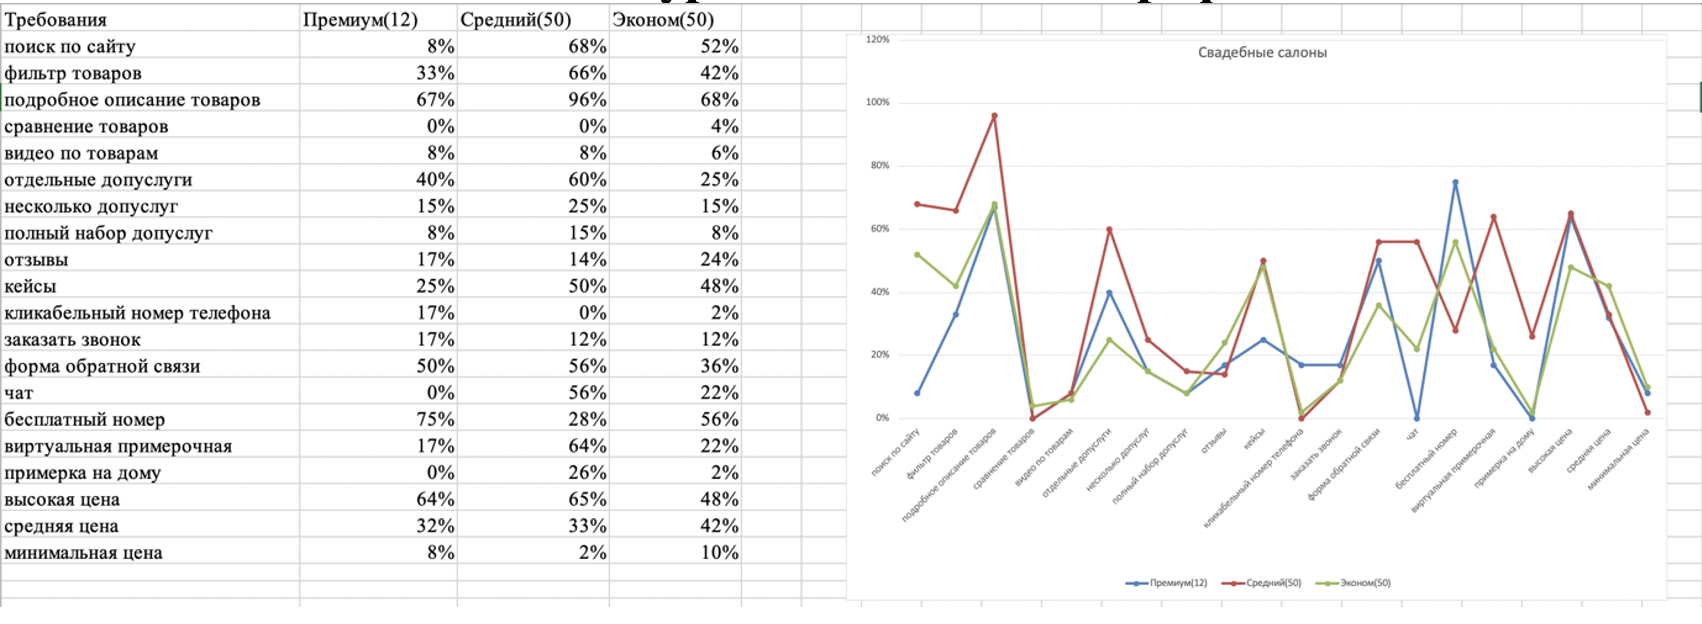 Требования Премиум(12) Средний(50) Эконом(50)
поиск по сайту 8% 68% 52%
фильтр товаров 33% 66% 42%
подробное описание товаров 67% 96% 68%
сравнение товаров 0% 0% 4%
видео по товарам 8% 8% 6%
отдельные допуслуги 40% 60% 25%
несколько допуслуг 15% 25% 15%
полный набор допуслуг 8% 15% 8%
отзывы 17% 14% 24%
кейсы 25% 50% 48%
кликабельный номер телефона 17% 0% 2%
заказать звонок 17% 12% 12%
форма обратной связи 50% 56% 36%
чат 0% 56% 22%
бесплатный номер 75% 28% 56%
виртуальная примерочная 17% 64% 22%
примерка на дому 0% 26% 2%
высокая цена 64% 65% 48%
средняя цена 32% 33% 42%
минимальная цена 8% 2% 10%
Свадебные салоны
120%
100%
80%
60%
40%
20%
0%
поиск по сайту
фильтр товаров
подробное описание товаров
сравнение товаров
видео по товарам
отдельные допуслуги
несколько допуслуг
полный набор допуслуг
отзывы
кейсы
кликабельный номер телефона
заказать звонок
форма обратной связи
чат
бесплатный номер
виртуальная примерочная
примерка на дому
высокая цена
средняя цена
минимальная цена
Премиум(12) Средний(50) Эконом(50)